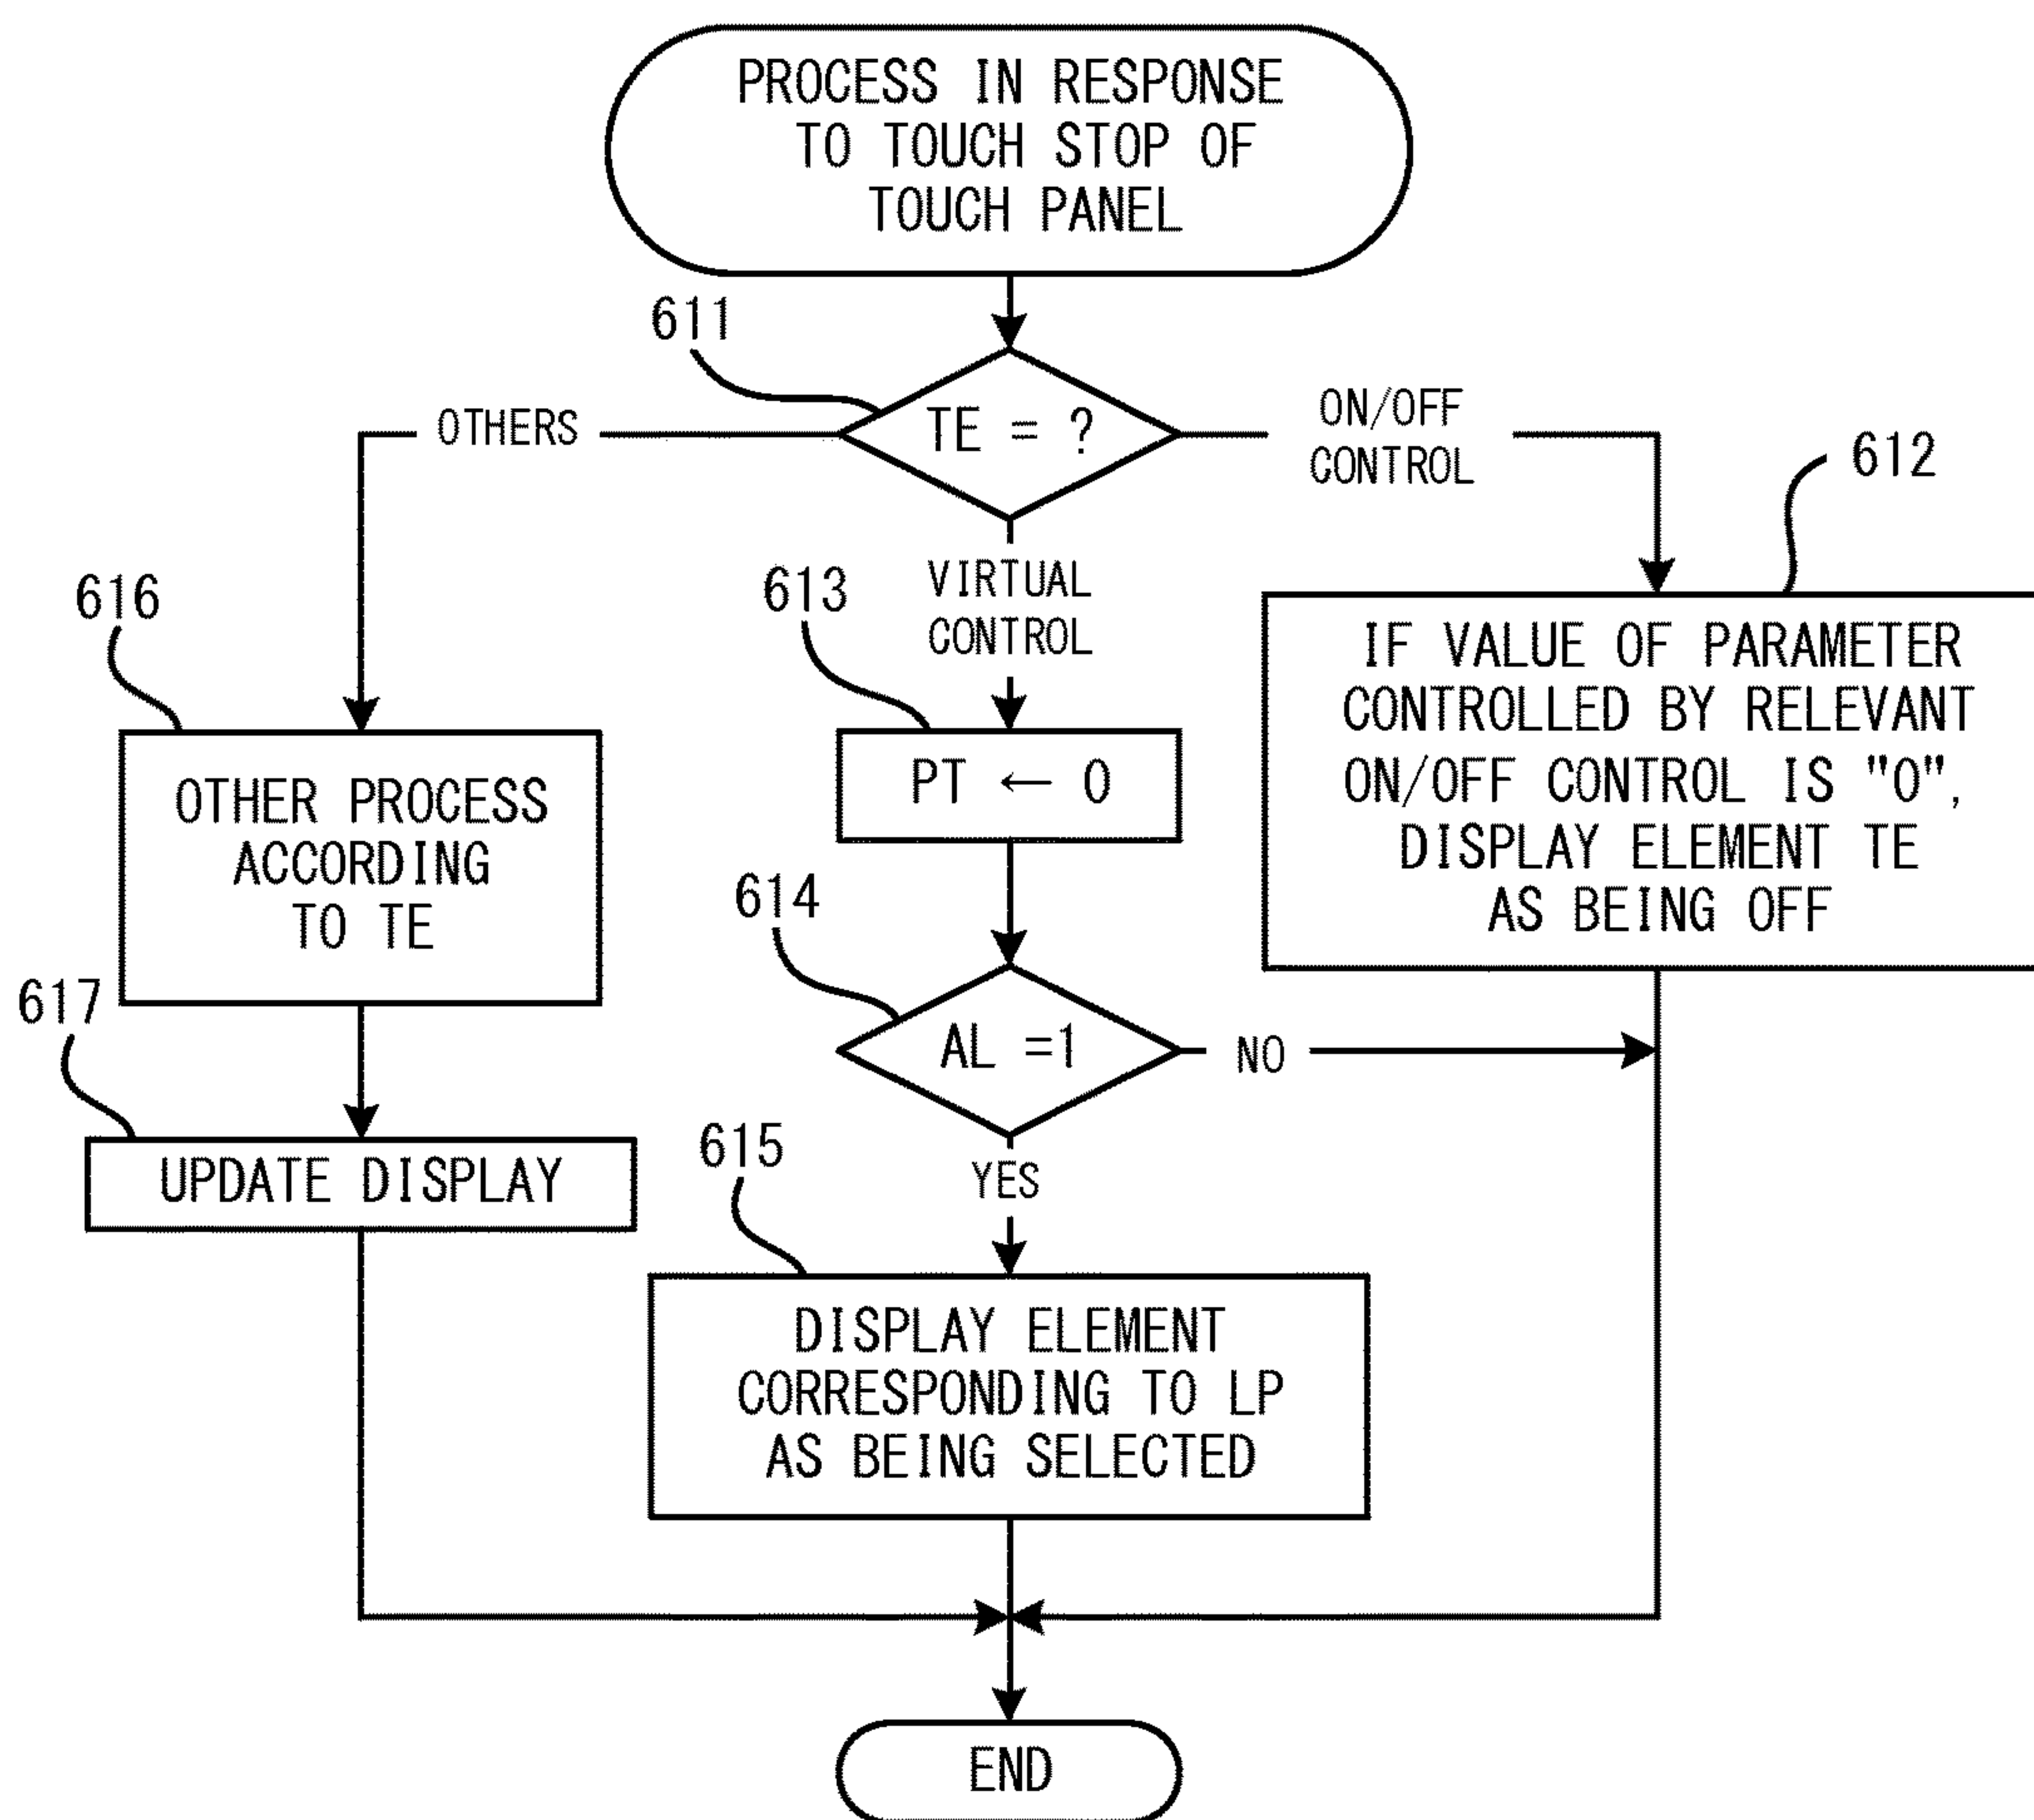 PROCESS IN RESPONSE
TO TOUCH STOP OF
TOUCH PANEL
611
TE = ?
OTHERS
ON/OFF
CONTROL
612
VIRTUAL
CONTROL
613
616
IF VALUE OF PARAMETER
CONTROLLED BY RELEVANT
ON/OFF CONTROL IS "0",
DISPLAY ELEMENT TE
AS BEING OFF
PT ← 0
OTHER PROCESS
ACCORDING
TO TE
614
AL =1
NO
617
UPDATE DISPLAY
YES
615
DISPLAY ELEMENT
CORRESPONDING TO LP
AS BEING SELECTED
END